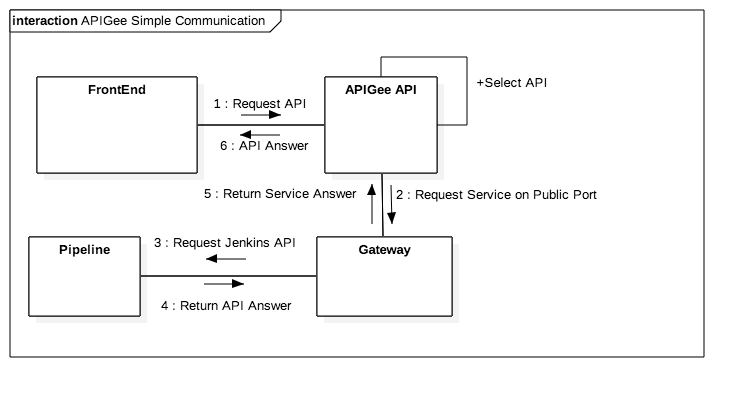 interaction APIGee Simple Communication
FrontEnd
APIGee API
+Select API
1 : Request API
6 : API Answer
5 : Return Service Answer
2 : Request Service on Public Port
Pipeline
3 : Request Jenkins API
Gateway
4 : Return API Answer